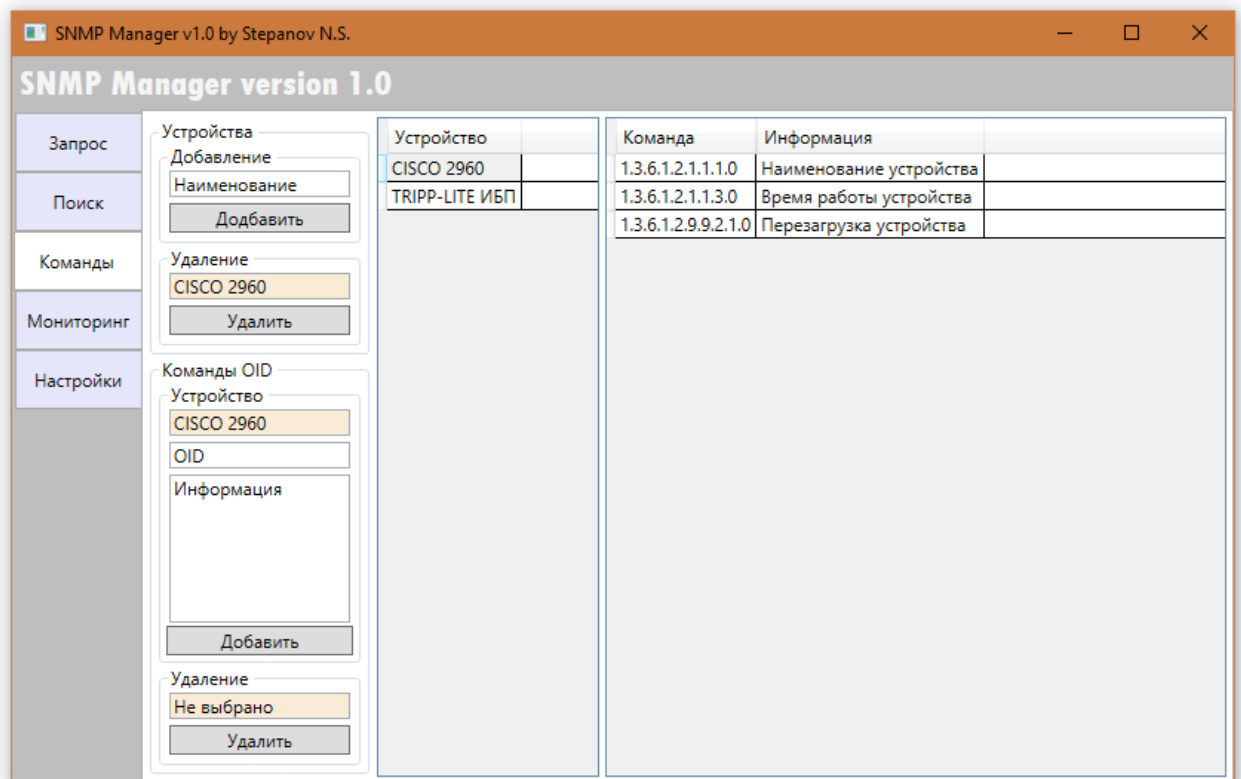 SNMP Manager v1.0 by Stepanov N.S.
SNMP Manager version 1.0
Запрос
Поиск
Команды
Мониторинг
Настройки
Устройства
Добавление
Наименование
Додбавить
Удаление
CISCO 2960
Удалить
Команды OID
Устройство
CISCO 2960
OID
Информация
Добавить
Удаление
Не выбрано
Удалить
Устройство
CISCO 2960
TRIPP-LITE ИБП
Команда Информация
1.3.6.1.2.1.1.1.0 Наименование устройства
1.3.6.1.2.1.1.3.0 Время работы устройства
1.3.6.1.2.9.9.2.1.0 Перезагрузка устройства